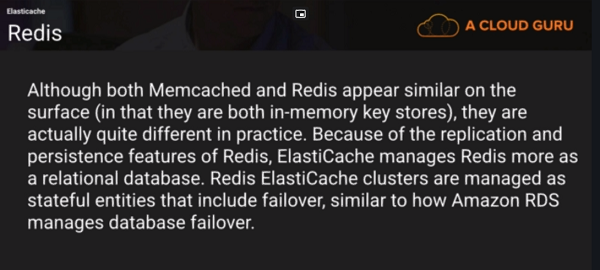 Elasticache
Redis
A CLOUD GURU
Although both Memcached and Redis appear similar on the
surface (in that they are both in-memory key stores), they are
actually quite different in practice. Because of the replication and
persistence features of Redis, ElastiCache manages Redis more as
a relational database. Redis ElastiCache clusters are managed as
stateful entities that include failover, similar to how Amazon RDS
manages database failover.